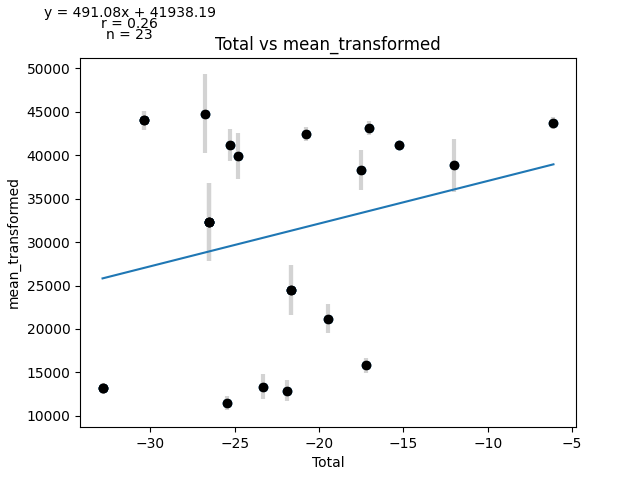 y = 491.08x + 41938.19
r = 0.26
n = 23
Total vs mean_transformed
50000
45000
40000
35000
30000
25000
20000
15000
10000
mean_transformed
−30
−25
−20
−15
−10
−5
Total